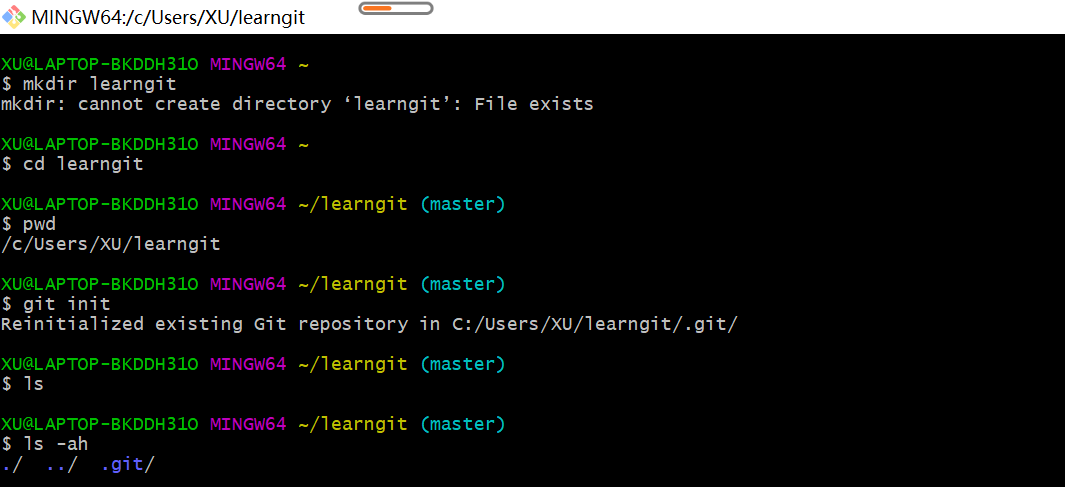 MINGW64:/c/Users/XU/learngit
XU@LAPTOP-BKDDH31O MINGW64 ~
$ mkdir learngit
mkdir: cannot create directory ‘learngit’: File exists
XU@LAPTOP-BKDDH31O MINGW64 ~
$ cd learngit
XU@LAPTOP-BKDDH31O MINGW64 ~/learngit (master)
$ pwd
/c/Users/XU/learngit
XU@LAPTOP-BKDDH31O MINGW64 ~/learngit (master)
$ git init
Reinitialized existing Git repository in C:/Users/XU/learngit/.git/
XU@LAPTOP-BKDDH31O MINGW64 ~/learngit (master)
$ ls
XU@LAPTOP-BKDDH31O MINGW64 ~/learngit (master)
$ ls -ah
./  ../  .git/